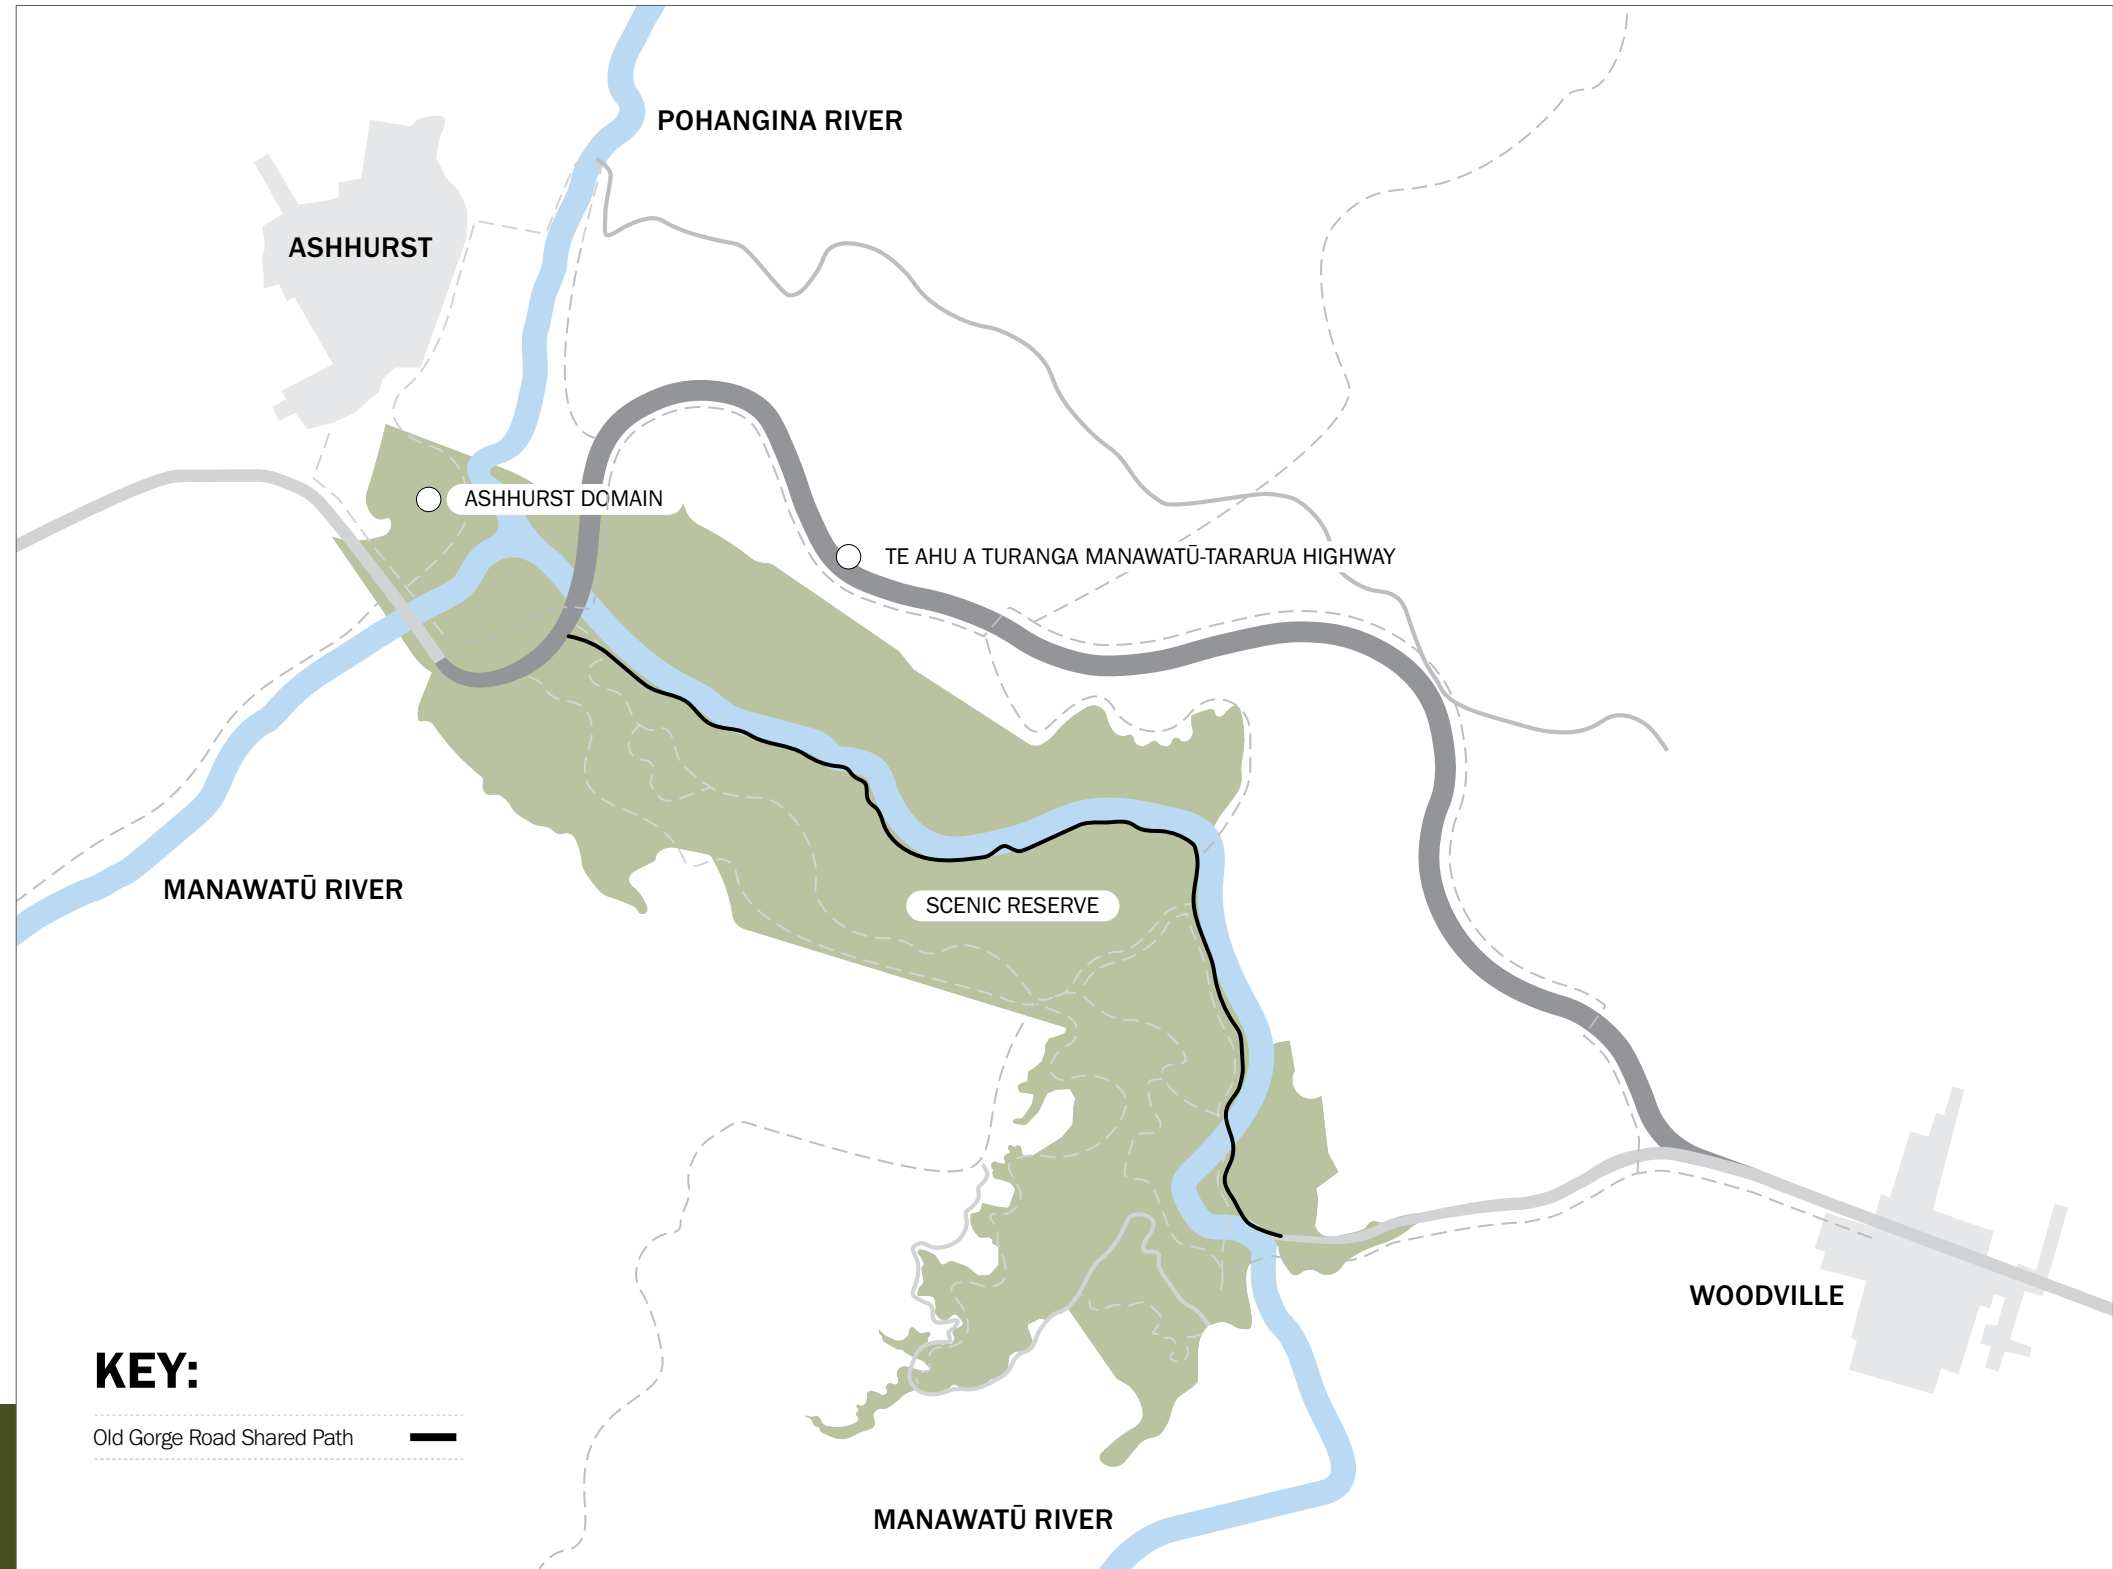 POHANGINA RIVER
ASHHURST
ASHHURST DOMAIN
TE AHU A TURANGA MANAWATŪ-TARARUA HIGHWAY
MANAWATŪ RIVER
SCENIC RESERVE
WOODVILLE
KEY:
Old Gorge Road Shared Path
MANAWATŪ RIVER